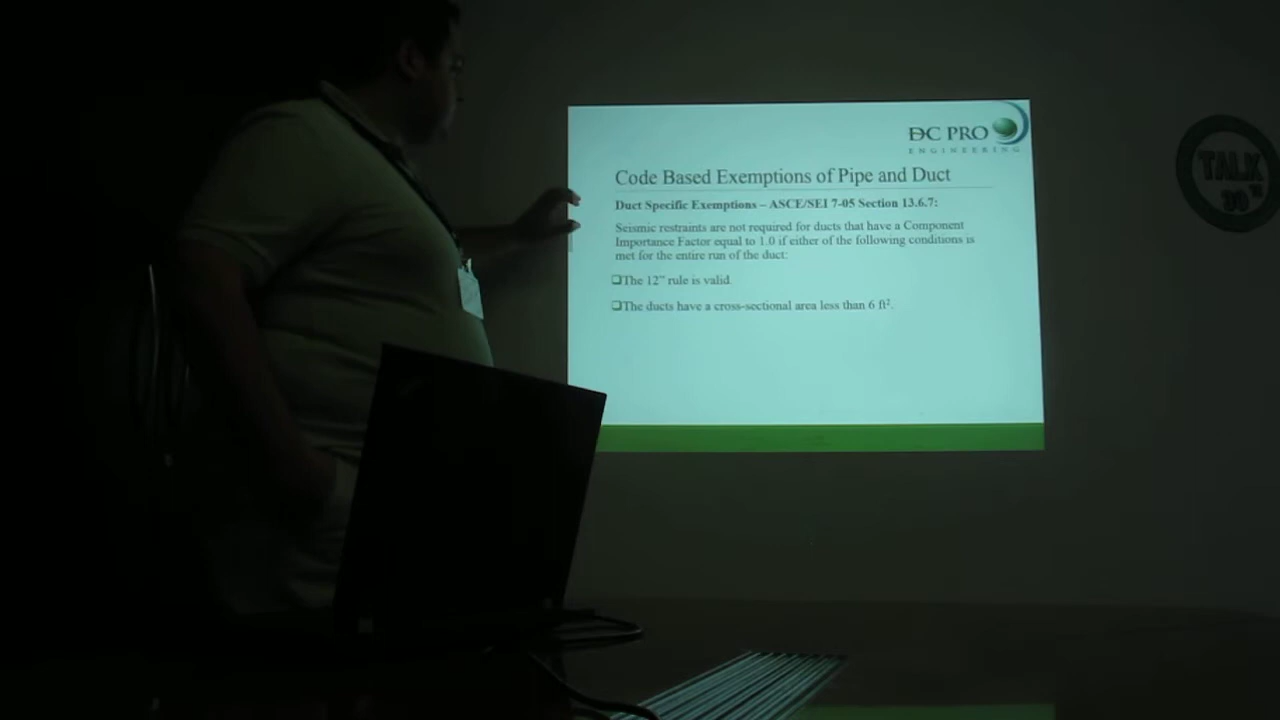 DC PRO
ENGINEERING
Code Based Exemptions of Pipe and Duct
Duct Specific Exemptions – ASCE/SEI 7-05 Section 13.6.7:
Seismic restraints are not required for ducts that have a Component
Importance Factor equal to 1.0 if either of the following conditions is
met for the entire run of the duct:
❑The 12” rule is valid.
❑The ducts have a cross-sectional area less than 6 ft².
TALK
30